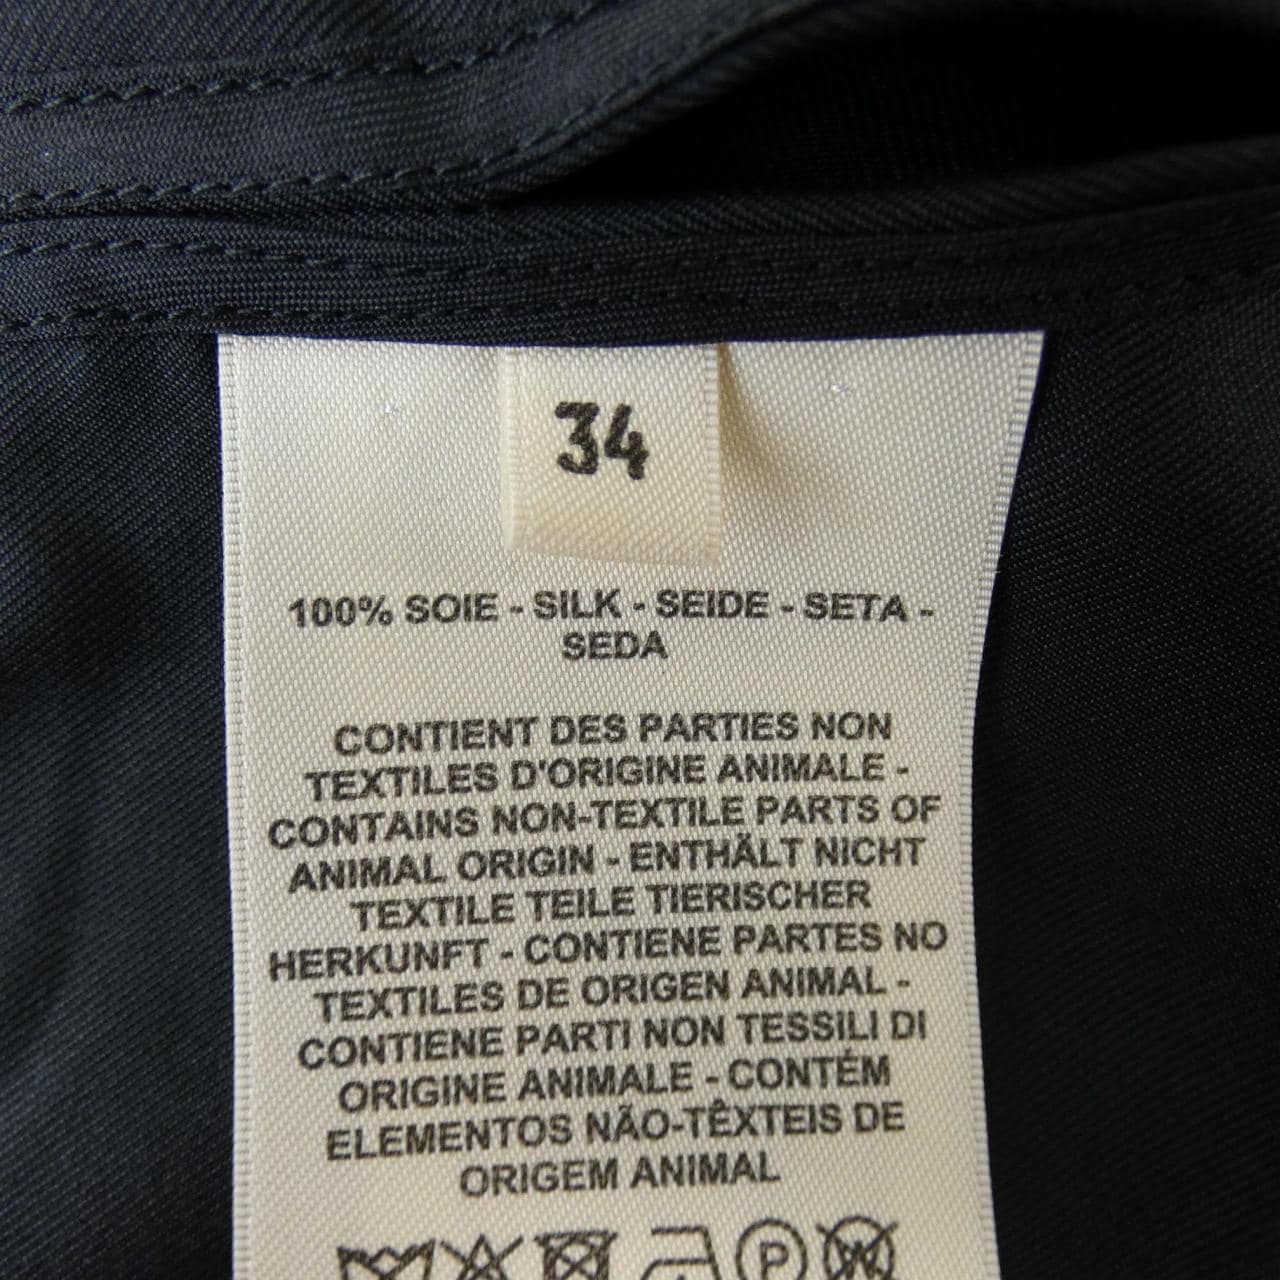 34
100% SOIE - SILK - SEIDE - SETA -
SEDA
CONTIENT DES PARTIES NON
TEXTILES D'ORIGINE ANIMALE -
CONTAINS NON-TEXTILE PARTS OF
ANIMAL ORIGIN - ENTHÄLT NICHT
TEXTILE TEILE TIERISCHER
HERKUNFT - CONTIENE PARTES NO
TEXTILES DE ORIGEN ANIMAL -
CONTIENE PARTI NON TESSILI DI
ORIGINE ANIMALE - CONTÉM
ELEMENTOS NÃO-TÊXTEIS DE
ORIGEM ANIMAL
P W